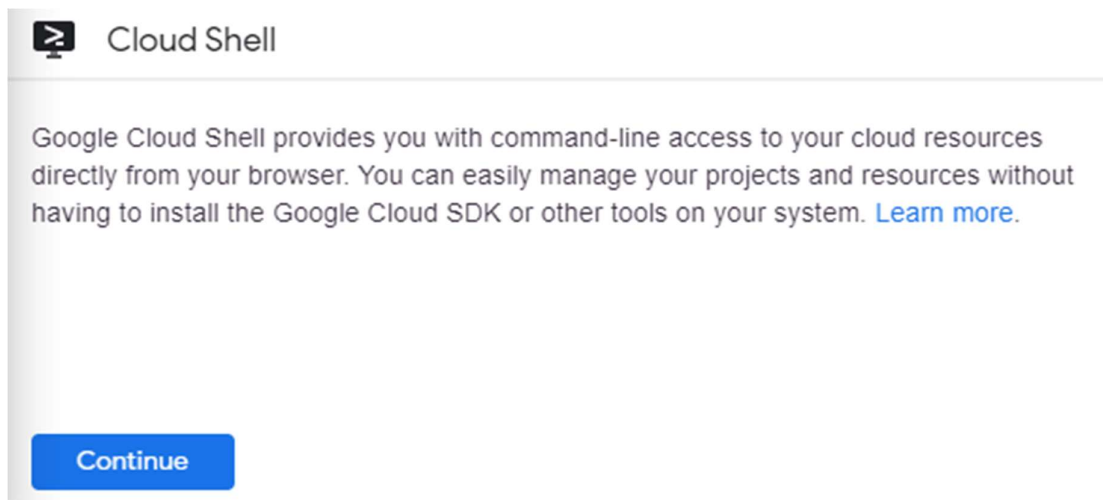 Cloud Shell
Google Cloud Shell provides you with command-line access to your cloud resources
directly from your browser. You can easily manage your projects and resources without
having to install the Google Cloud SDK or other tools on your system. Learn more.
Continue